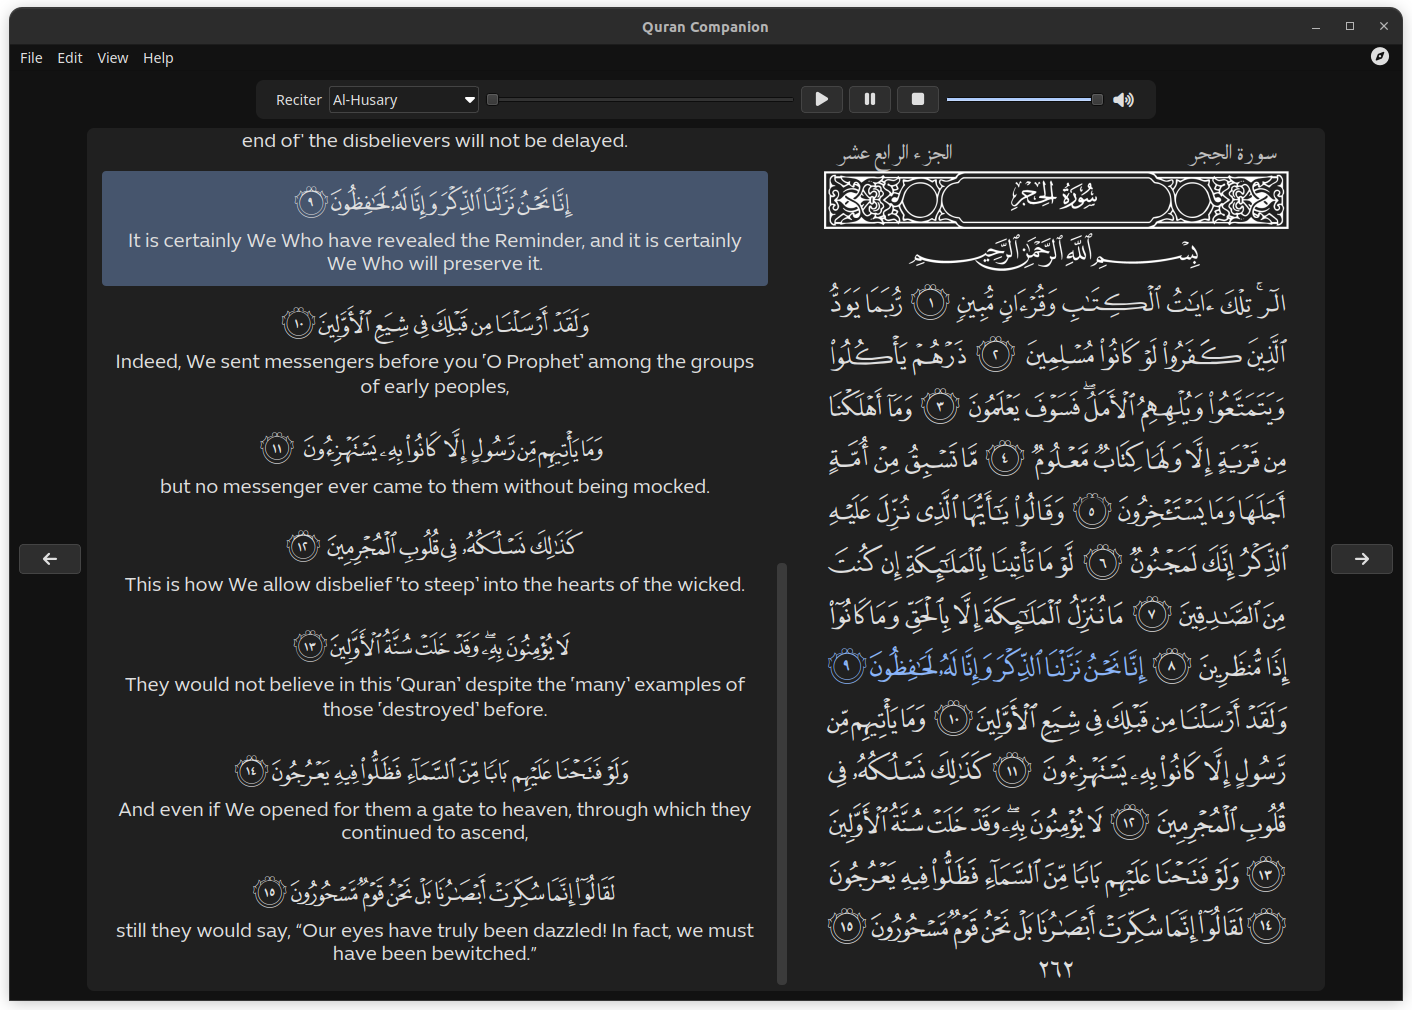 Quran Companion
File Edit View Help
Reciter Al-Husary
end of' the disbelievers will not be delayed.
إِنَّا نَحْنُ نَزَّلْنَا ٱلذِّكْرَ وَإِنَّا لَهُۥ لَحَـٰفِظُونَ ٩
It is certainly We Who have revealed the Reminder, and it is certainly
We Who will preserve it.
وَلَقَدْ أَرْسَلْنَا مِن قَبْلِكَ فِى شِيَعِ ٱلْأَوَّلِينَ ١٠
Indeed, We sent messengers before you ‘O Prophet’ among the groups
of early peoples,
وَمَا يَأْتِيهِم مِّن رَّسُولٍ إِلَّا كَانُوا۟ بِهِۦ يَسْتَهْزِءُونَ ١١
but no messenger ever came to them without being mocked.
كَذَٰلِكَ نَسْلُكُهُۥ فِى قُلُوبِ ٱلْمُجْرِمِينَ ١٢
This is how We allow disbelief ‘to steep’ into the hearts of the wicked.
لَا يُؤْمِنُونَ بِهِۦ ۖ وَقَدْ خَلَتْ سُنَّةُ ٱلْأَوَّلِينَ ١٣
They would not believe in this ‘Quran’ despite the ‘many’ examples of
those ‘destroyed’ before.
وَلَوْ فَتَحْنَا عَلَيْهِم بَابًا مِّنَ ٱلسَّمَآءِ فَظَلُّوا۟ فِيهِ يَعْرُجُونَ ١٤
And even if We opened for them a gate to heaven, through which they
continued to ascend,
لَقَالُوٓا۟ إِنَّمَا سُكِّرَتْ أَبْصَـٰرُنَا بَلْ نَحْنُ قَوْمٌ مَّسْحُورُونَ ١٥
still they would say, “Our eyes have truly been dazzled! In fact, we must
have been bewitched.”
سورة الحِجر الجزء الرابع عشر
سُورَةُ الحِجْرِ
بِسْمِ ٱللَّهِ ٱلرَّحْمَـٰنِ ٱلرَّحِيمِ
الٓر ۚ تِلْكَ ءَايَـٰتُ ٱلْكِتَـٰبِ وَقُرْءَانٍ مُّبِينٍ ١ رُّبَمَا يَوَدُّ
ٱلَّذِينَ كَفَرُوا۟ لَوْ كَانُوا۟ مُسْلِمِينَ ٢ ذَرْهُمْ يَأْكُلُوا۟
وَيَتَمَتَّعُوا۟ وَيُلْهِهِمُ ٱلْأَمَلُ ۖ فَسَوْفَ يَعْلَمُونَ ٣ وَمَآ أَهْلَكْنَا
مِن قَرْيَةٍ إِلَّا وَلَهَا كِتَابٌ مَّعْلُومٌ ٤ مَّا تَسْبِقُ مِنْ أُمَّةٍ
أَجَلَهَا وَمَا يَسْتَـْٔخِرُونَ ٥ وَقَالُوا۟ يَـٰٓأَيُّهَا ٱلَّذِى نُزِّلَ عَلَيْهِ
ٱلذِّكْرُ إِنَّكَ لَمَجْنُونٌ ٦ لَّوْ مَا تَأْتِينَا بِٱلْمَلَـٰٓئِكَةِ إِن كُنتَ
مِنَ ٱلصَّـٰدِقِينَ ٧ مَا نُنَزِّلُ ٱلْمَلَـٰٓئِكَةَ إِلَّا بِٱلْحَقِّ وَمَا كَانُوٓا۟
إِذًا مُّنظَرِينَ ٨ إِنَّا نَحْنُ نَزَّلْنَا ٱلذِّكْرَ وَإِنَّا لَهُۥ لَحَـٰفِظُونَ ٩
وَلَقَدْ أَرْسَلْنَا مِن قَبْلِكَ فِى شِيَعِ ٱلْأَوَّلِينَ ١٠ وَمَا يَأْتِيهِم مِّن
رَّسُولٍ إِلَّا كَانُوا۟ بِهِۦ يَسْتَهْزِءُونَ ١١ كَذَٰلِكَ نَسْلُكُهُۥ فِى
قُلُوبِ ٱلْمُجْرِمِينَ ١٢ لَا يُؤْمِنُونَ بِهِۦ ۖ وَقَدْ خَلَتْ سُنَّةُ ٱلْأَوَّلِينَ
١٣ وَلَوْ فَتَحْنَا عَلَيْهِم بَابًا مِّنَ ٱلسَّمَآءِ فَظَلُّوا۟ فِيهِ يَعْرُجُونَ
١٤ لَقَالُوٓا۟ إِنَّمَا سُكِّرَتْ أَبْصَـٰرُنَا بَلْ نَحْنُ قَوْمٌ مَّسْحُورُونَ ١٥
٢٦٢